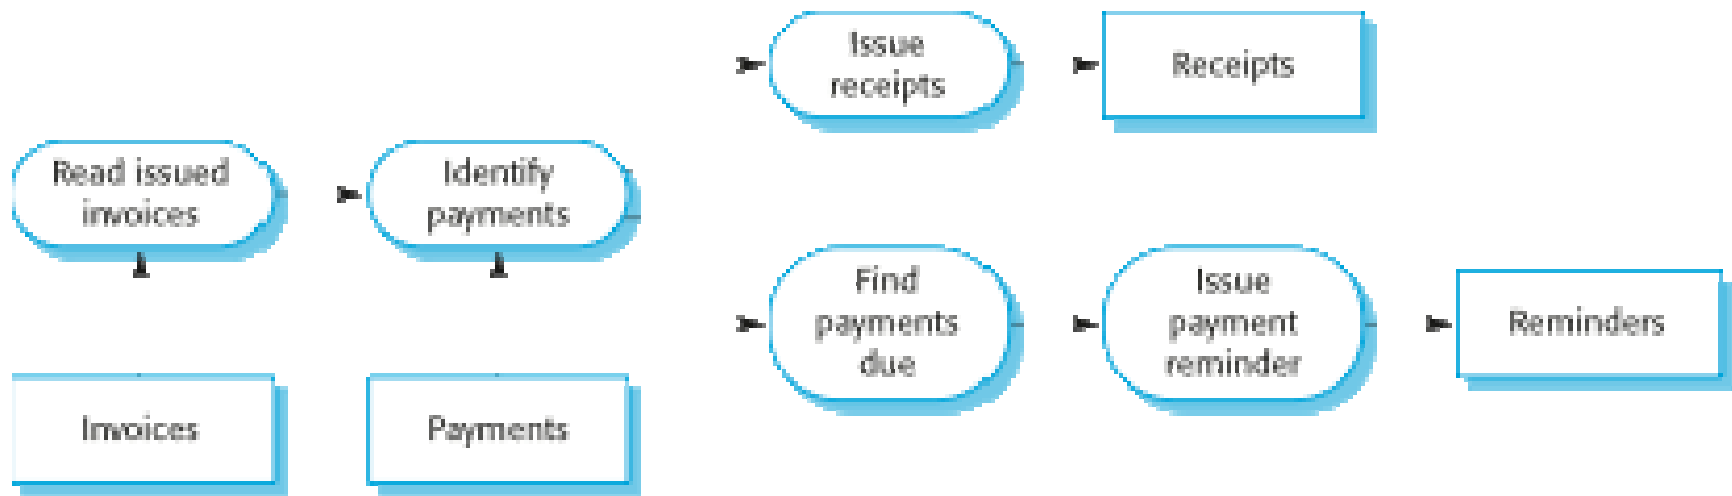 Issue
receipts
Receipts
Read issued
invoices
Identify
payments
Find
payments
due
Issue
payment
reminder
Reminders
Invoices
Payments